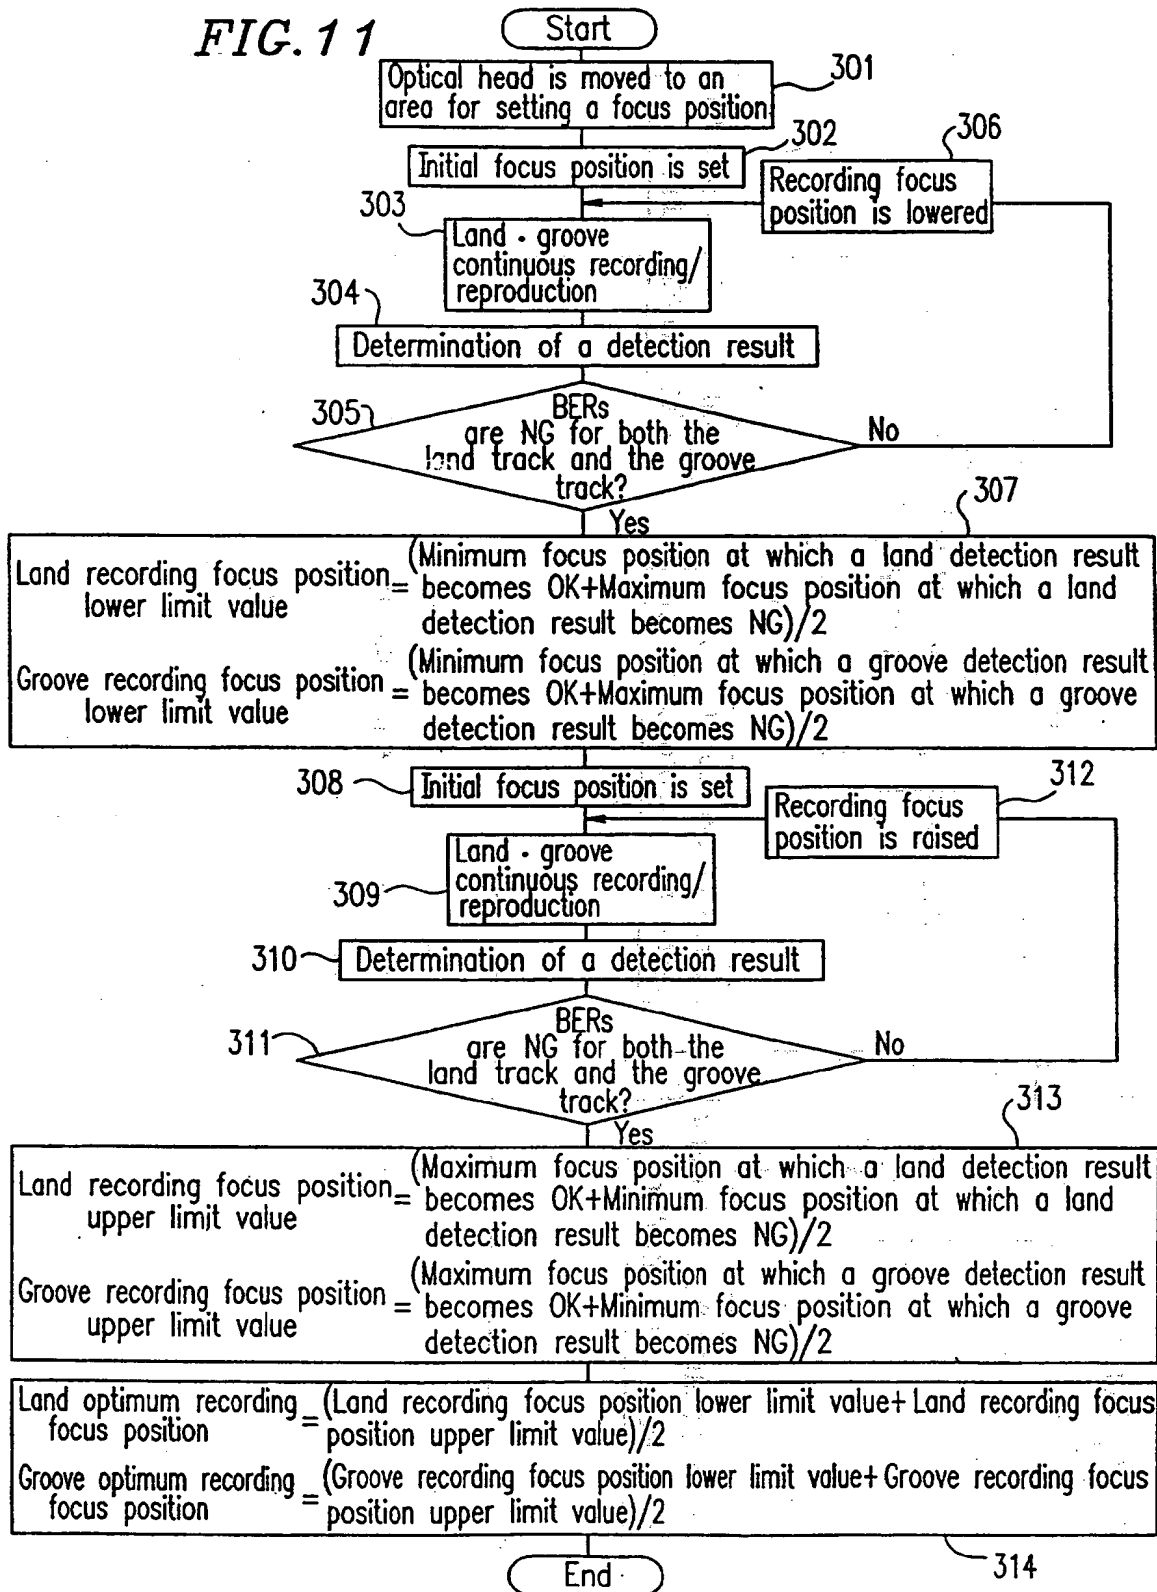 FIG. 11
Start
301
Optical head is moved to an
area for setting a focus position
302
Initial focus position is set
306
Recording focus
position is lowered
303
Land · groove
continuous recording/
reproduction
304
Determination of a detection result
305
BERs
are NG for both the
land track and the groove
track?
No
Yes
307
Land recording focus position
lower limit value
=
(Minimum focus position at which a land detection result
becomes OK+Maximum focus position at which a land
detection result becomes NG)/2
Groove recording focus position
lower limit value
=
(Minimum focus position at which a groove detection result
becomes OK+Maximum focus position at which a groove
detection result becomes NG)/2
308
Initial focus position is set
312
Recording focus
position is raised
309
Land · groove
continuous recording/
reproduction
310
Determination of a detection result
311
BERs
are NG for both the
land track and the groove
track?
No
Yes
313
Land recording focus position
upper limit value
=
(Maximum focus position at which a land detection result
becomes OK+Minimum focus position at which a land
detection result becomes NG)/2
Groove recording focus position
upper limit value
=
(Maximum focus position at which a groove detection result
becomes OK+Minimum focus position at which a groove
detection result becomes NG)/2
Land optimum recording
focus position
=
(Land recording focus position lower limit value+Land recording focus
position upper limit value)/2
Groove optimum recording
focus position
=
(Groove recording focus position lower limit value+Groove recording focus
position upper limit value)/2
314
End